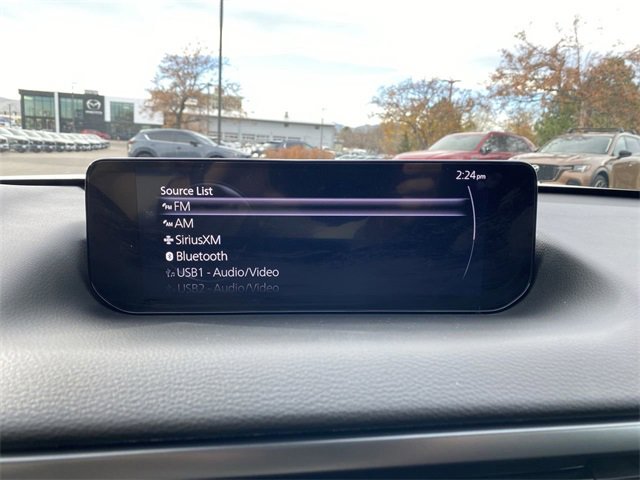 2:24pm
Source List
FM
AM
SiriusXM
Bluetooth
USB1 - Audio/Video
USB2 - Audio/Video